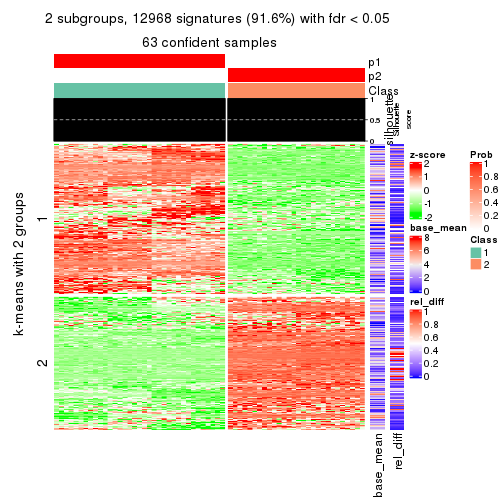 2 subgroups, 12968 signatures (91.6%) with fdr < 0.05
63 confident samples
p1
p2
Class
silhouette
Silhouette
score
1
0.5
0
k-means with 2 groups
1
2
base_mean
rel_diff
z-score
2
1
0
-1
-2
base_mean
8
6
4
2
0
rel_diff
1
0.8
0.6
0.4
0.2
0
Prob
1
0.8
0.6
0.4
0.2
0
Class
1
2